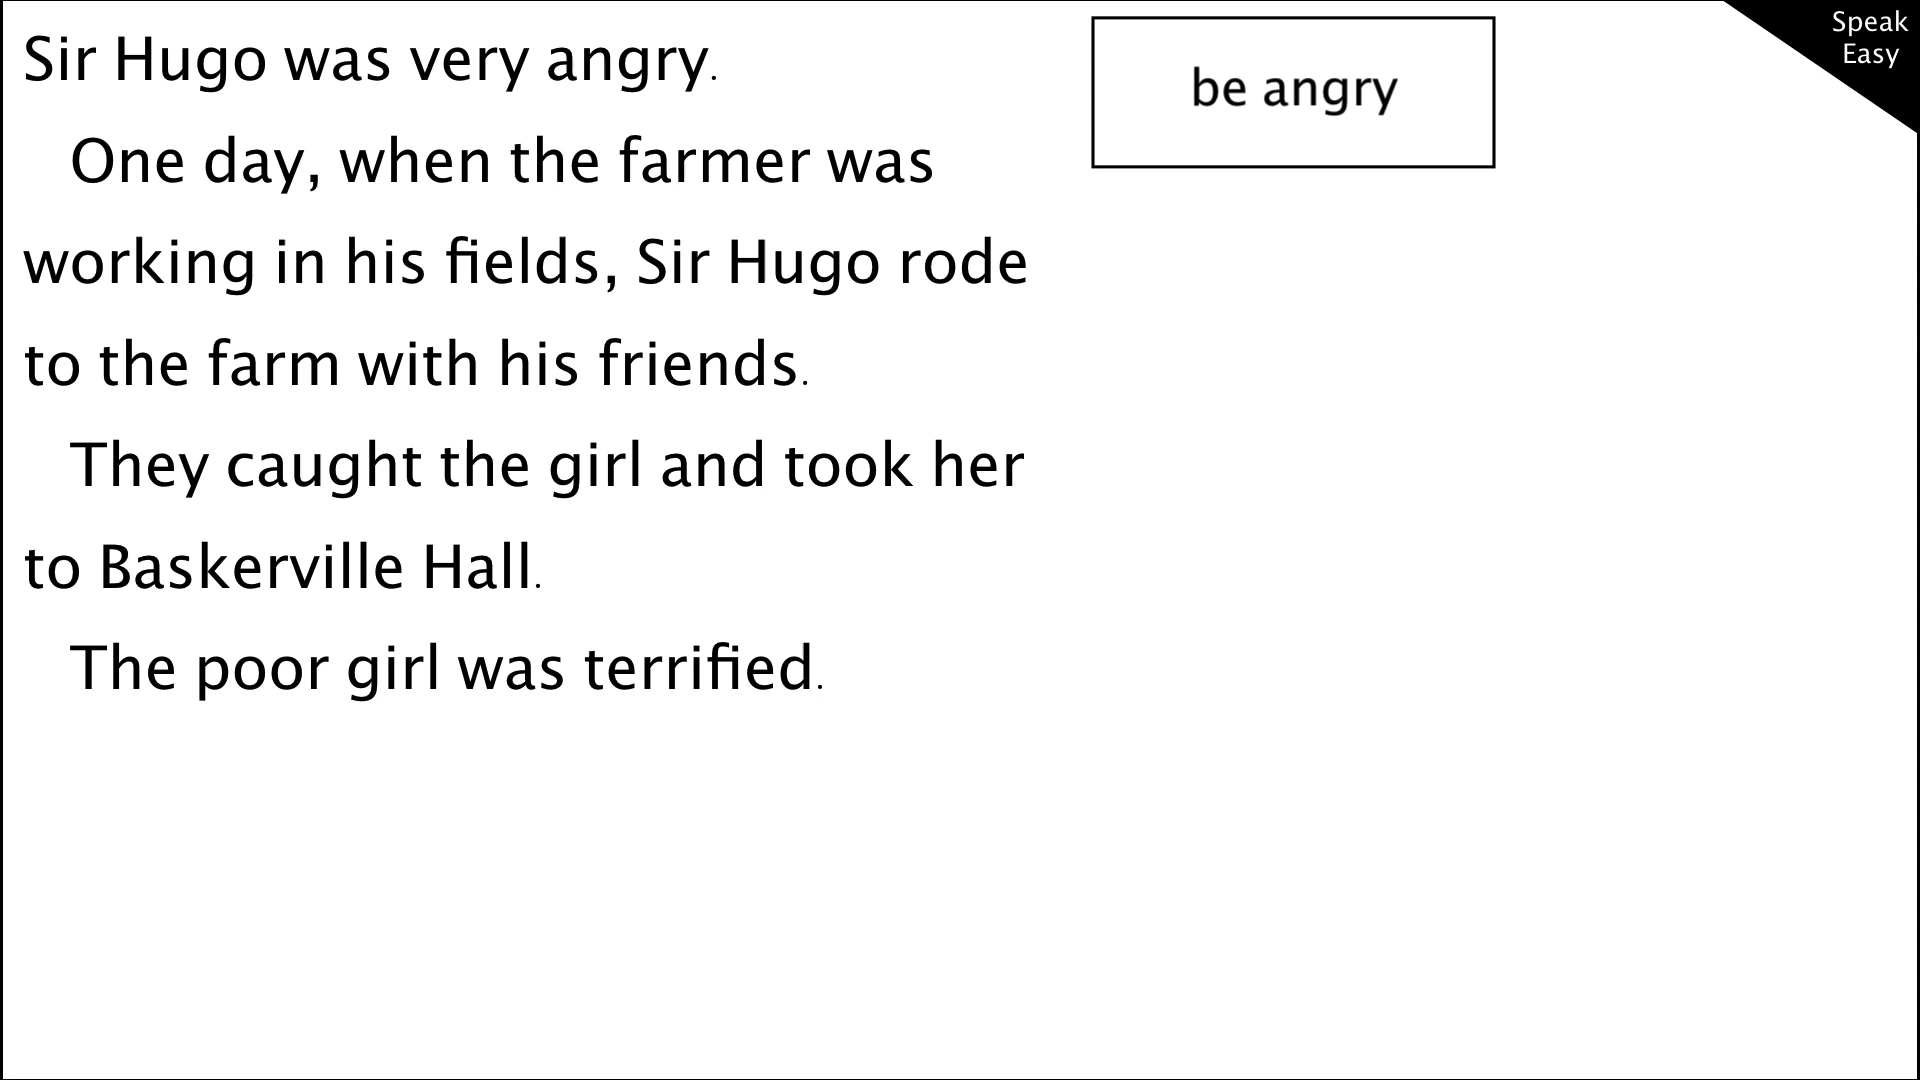 Sir Hugo was very angry.
One day, when the farmer was
working in his fields, Sir Hugo rode
to the farm with his friends.
They caught the girl and took her
to Baskerville Hall.
The poor girl was terrified.
be angry
Speak
Easy